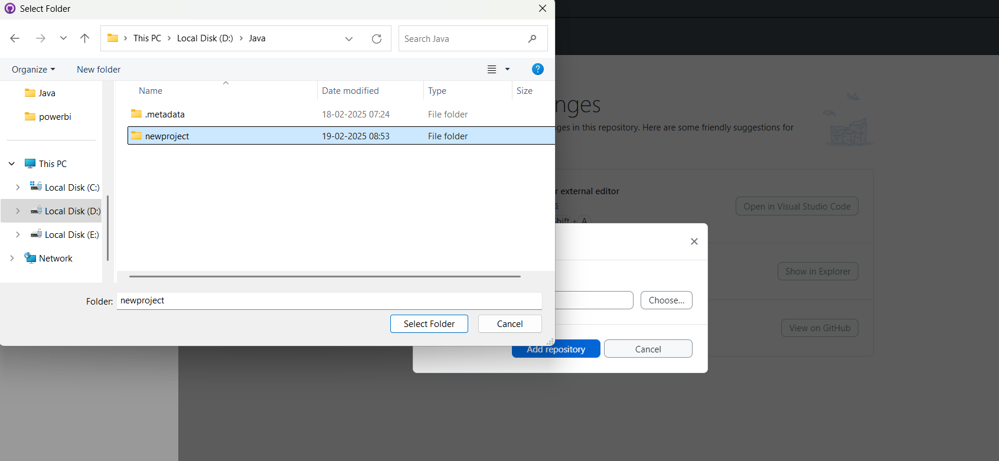 Select Folder
This PC > Local Disk (D:) > Java
Search Java
Organize
New folder
Name
Date modified
Type
Size
Java
powerbi
This PC
Local Disk (C:)
Local Disk (D:)
Local Disk (E:)
Network
.metadata 18-02-2025 07:24 File folder
newproject 19-02-2025 08:53 File folder
Folder: newproject
Select Folder
Cancel
nges
ges in this repository. Here are some friendly suggestions for
r external editor
s
Shift + A
Open in Visual Studio Code
Show in Explorer
Choose...
View on GitHub
Add repository
Cancel